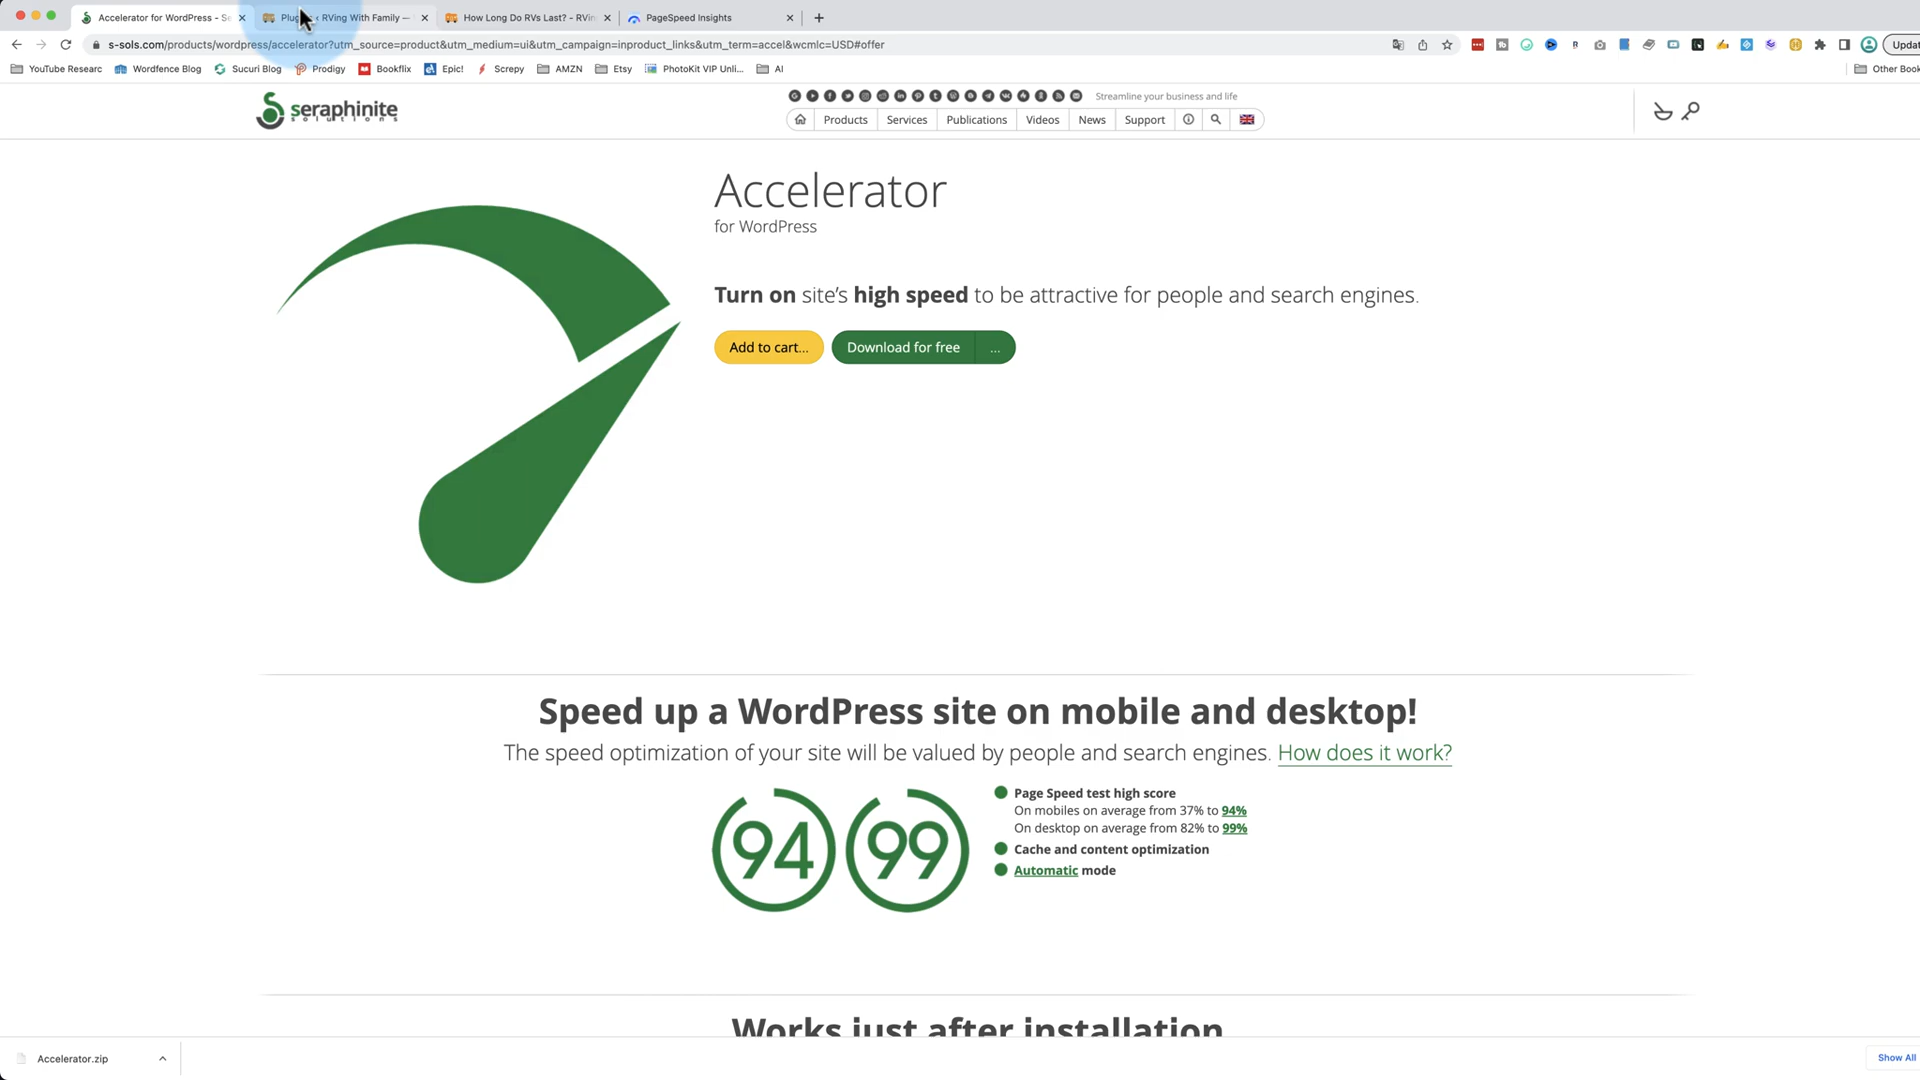 Accelerator for WordPress - Se
RVing With Family —
How Long Do RVs Last? - RVin
PageSpeed Insights
s-sols.com/products/wordpress/accelerator?utm_source=product&utm_medium=ui&utm_campaign=inproduct_links&utm_term=accel&wcmlc=USD#offer
Updat
YouTube Researc
Wordfence Blog
Sucuri Blog
Prodigy
Bookflix
Epic!
Screpy
AMZN
Etsy
PhotoKit VIP Unli...
AI
Other Book
seraphinite
solutions
Streamline your business and life
Products
Services
Publications
Videos
News
Support
Accelerator
for WordPress
Turn on site's high speed to be attractive for people and search engines.
Add to cart...
Download for free
...
Speed up a WordPress site on mobile and desktop!
The speed optimization of your site will be valued by people and search engines. How does it work?
94
99
Page Speed test high score
On mobiles on average from 37% to 94%
On desktop on average from 82% to 99%
Cache and content optimization
Automatic mode
Works just after installation
Accelerator.zip
Show All